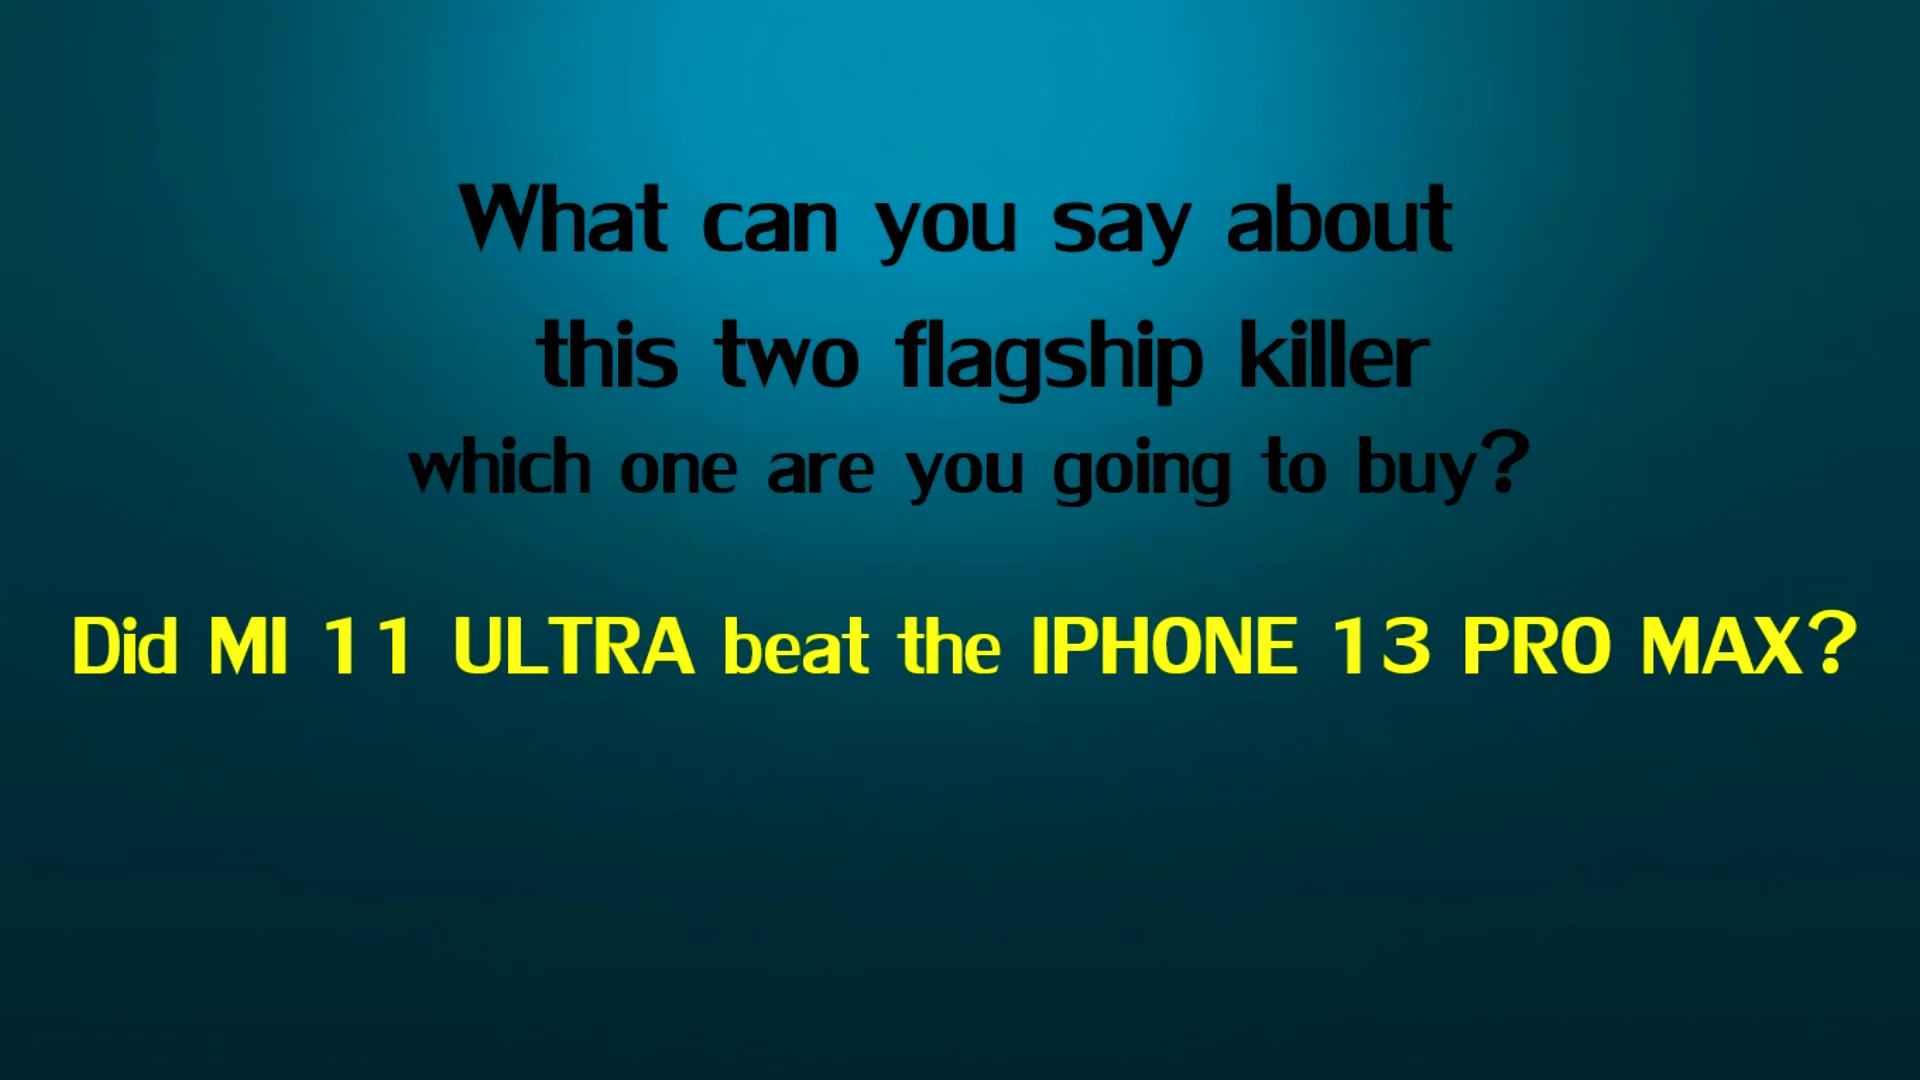 What can you say about
this two flagship killer
which one are you going to buy?
Did MI 11 ULTRA beat the IPHONE 13 PRO MAX?